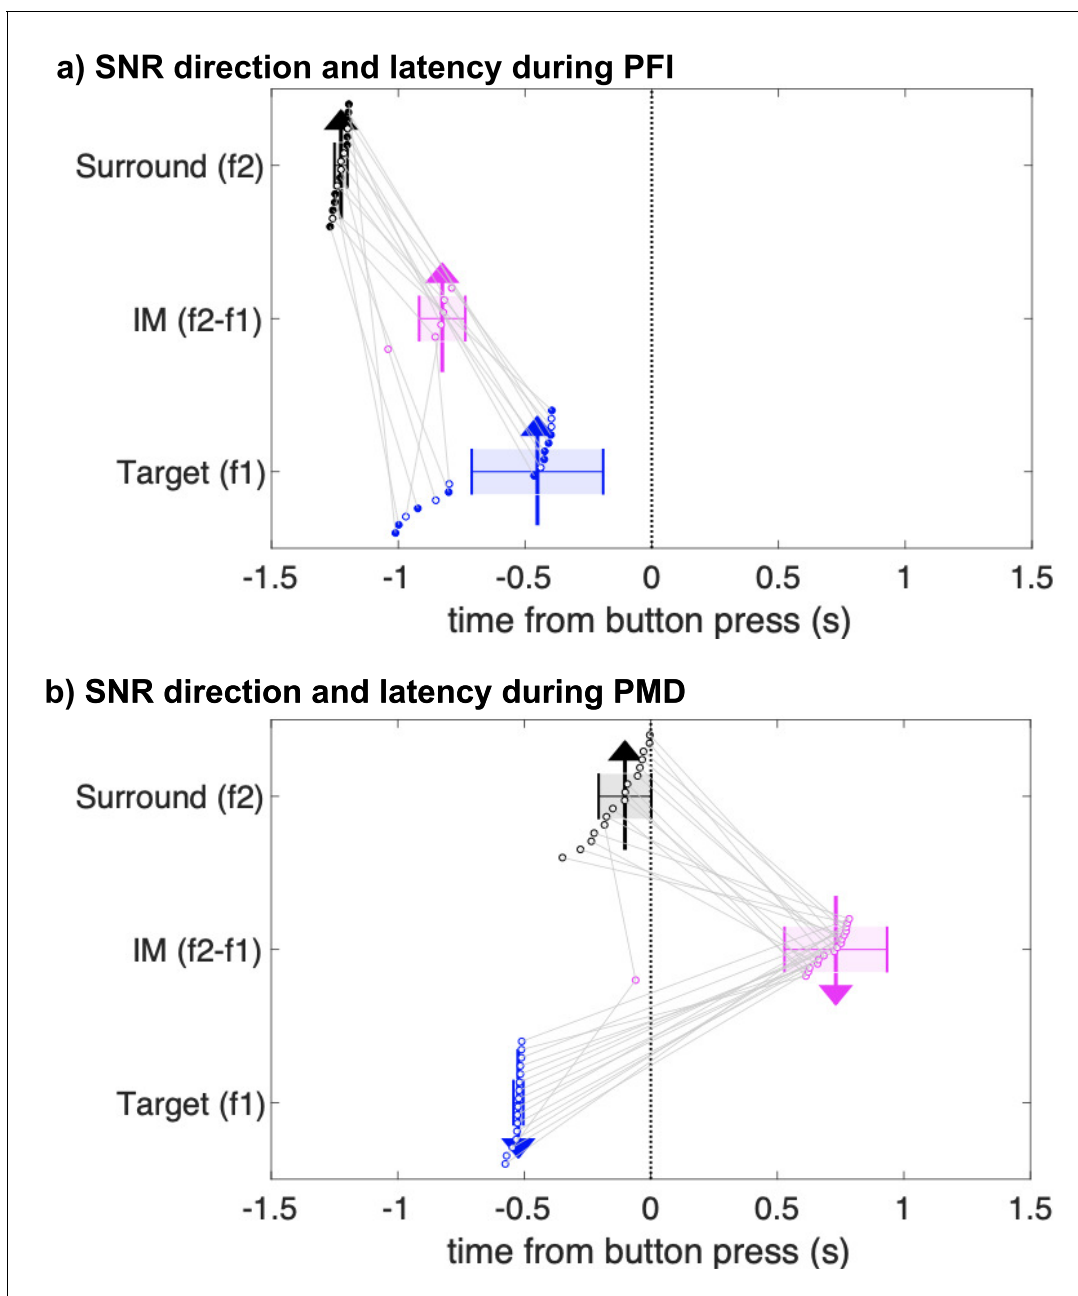 a) SNR direction and latency during PFI
Surround (f2)
IM (f2-f1)
Target (f1)
-1.5 -1 -0.5 0 0.5 1 1.5
time from button press (s)
b) SNR direction and latency during PMD
Surround (f2)
IM (f2-f1)
Target (f1)
-1.5 -1 -0.5 0 0.5 1 1.5
time from button press (s)